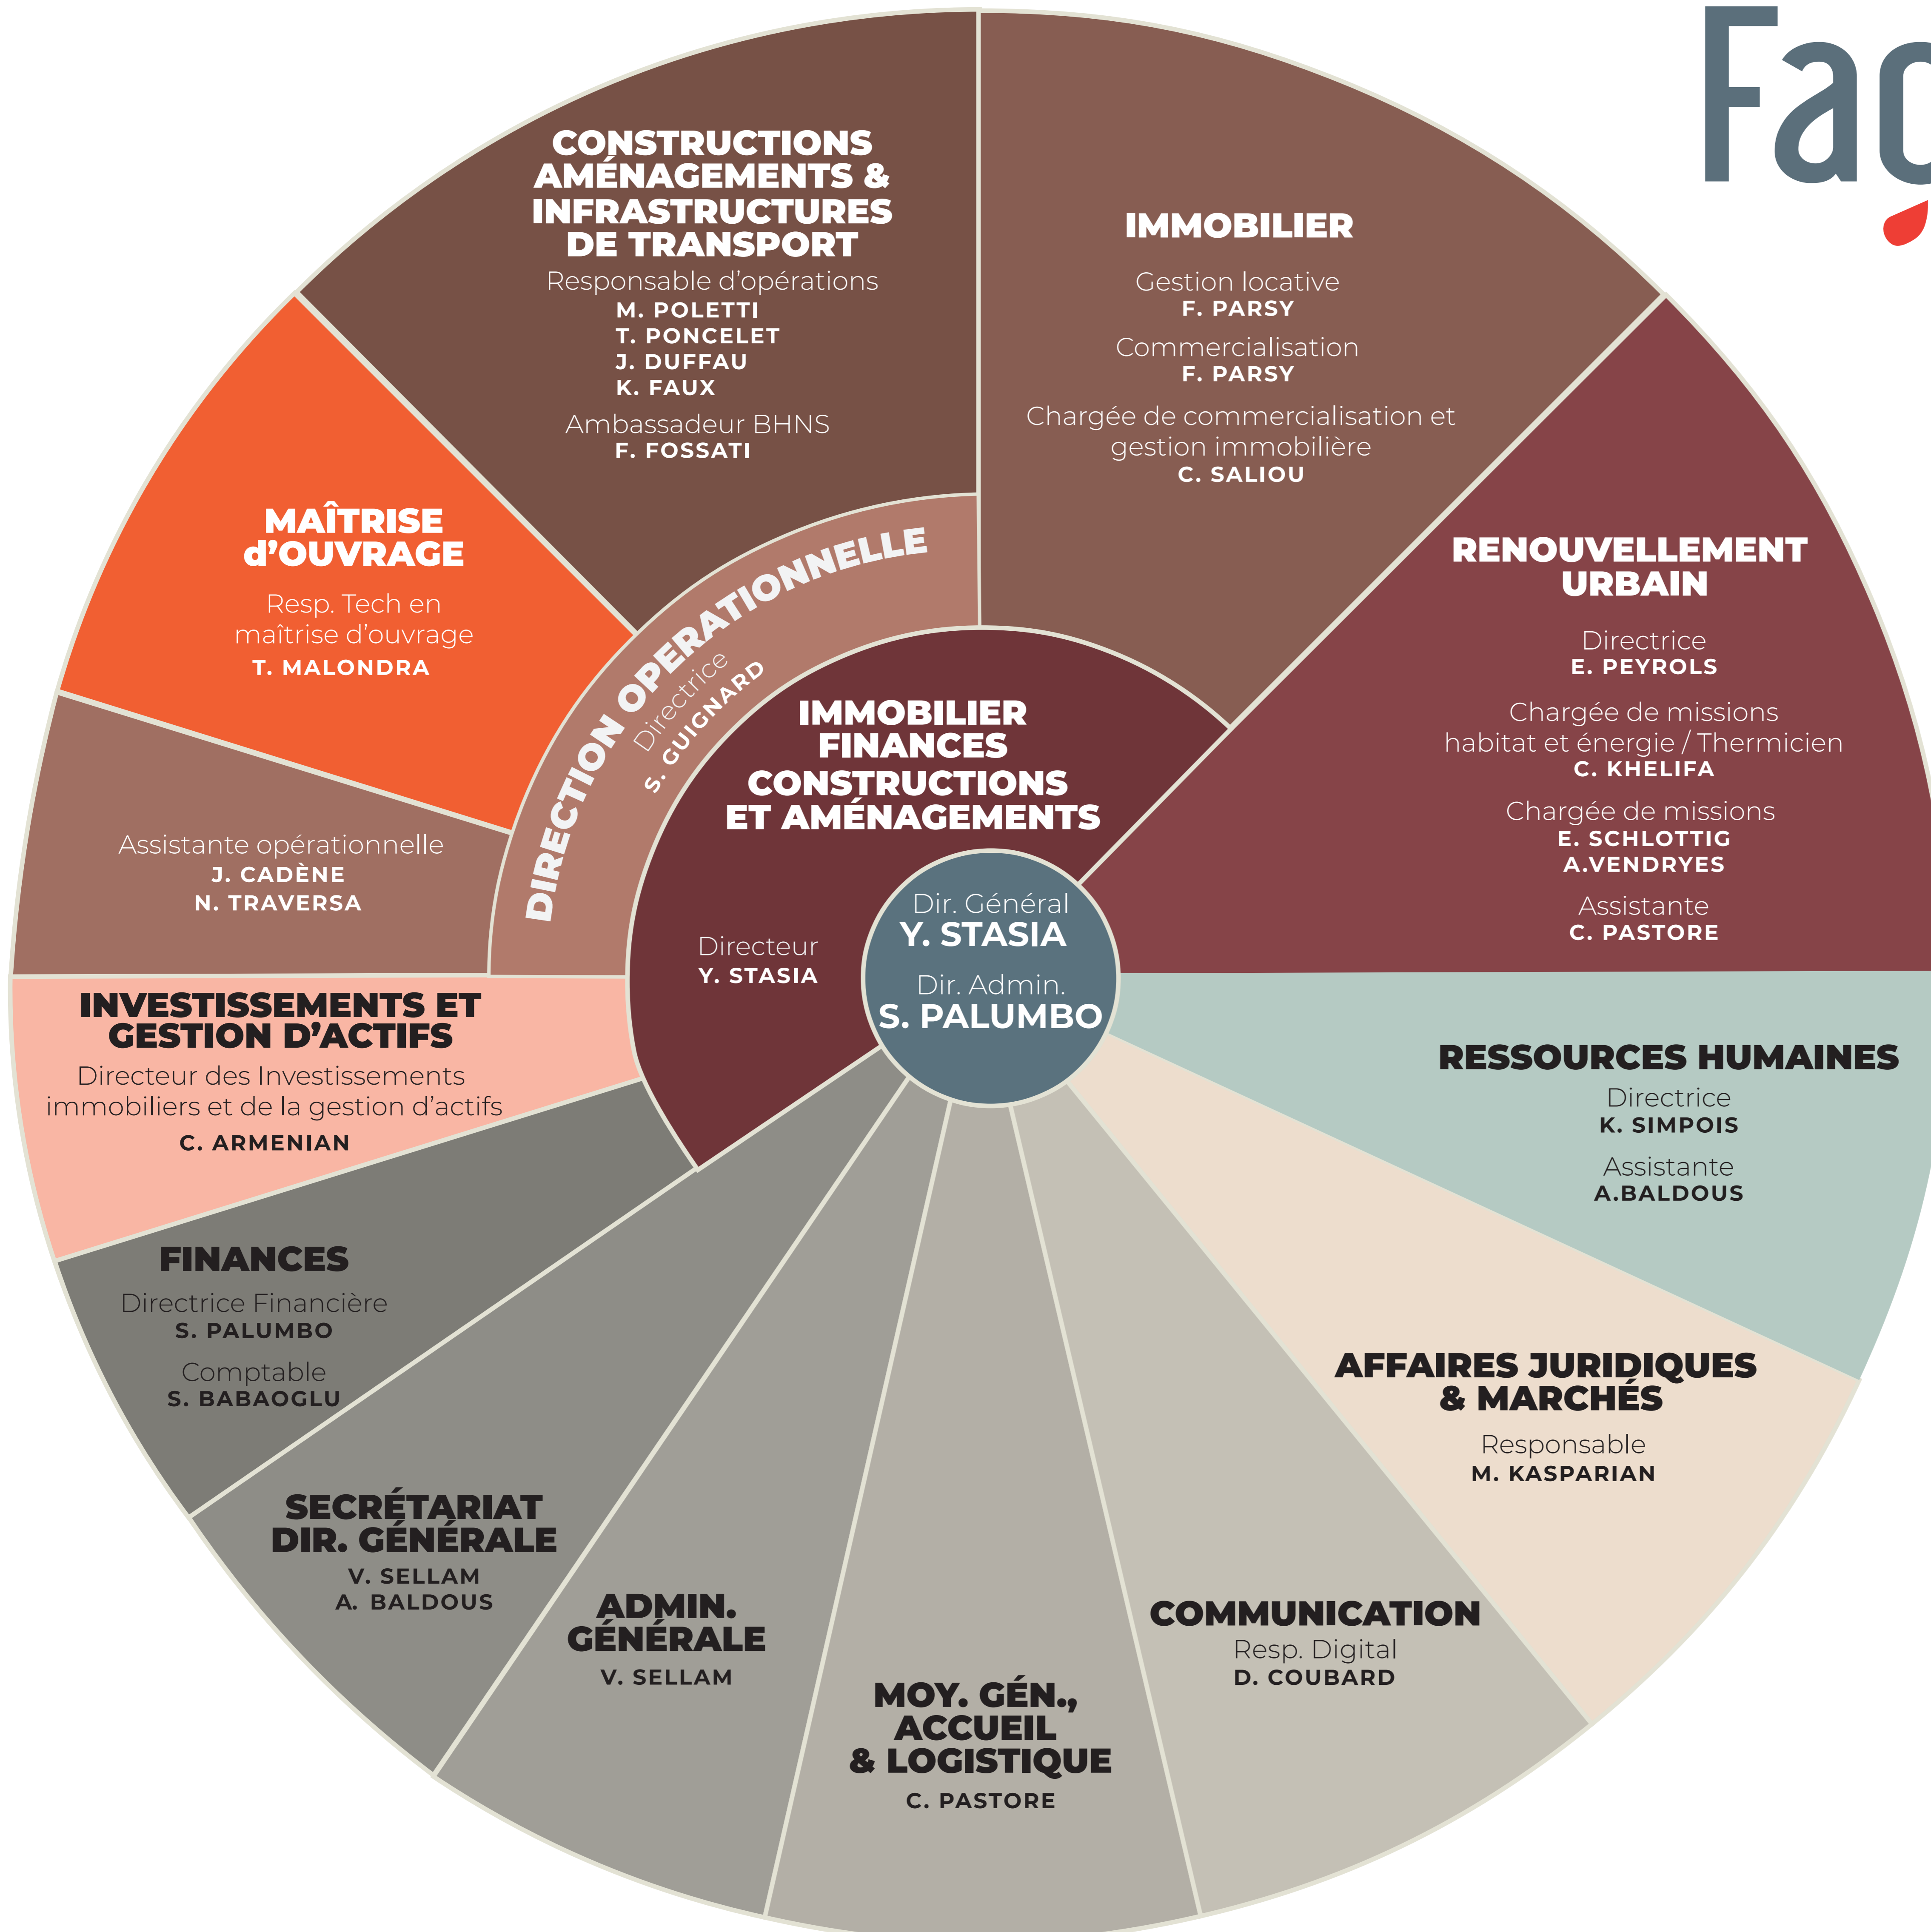 Faç
CONSTRUCTIONS
AMÉNAGEMENTS &
INFRASTRUCTURES
DE TRANSPORT
Responsable d'opérations
M. POLETTI
T. PONCELET
J. DUFFAU
K. FAUX
Ambassadeur BHNS
F. FOSSATI
IMMOBILIER
Gestion locative
F. PARSY
Commercialisation
F. PARSY
Chargée de commercialisation et
gestion immobilière
C. SALIOU
MAÎTRISE
d'OUVRAGE
Resp. Tech en
maîtrise d'ouvrage
T. MALONDRA
RENOUVELLEMENT
URBAIN
Directrice
E. PEYROLS
Chargée de missions
habitat et énergie / Thermicien
C. KHELIFA
Chargée de missions
E. SCHLOTTIG
A.VENDRYES
Assistante
C. PASTORE
DIRECTION OPERATIONNELLE
Directrice
S. GUIGNARD
Assistante opérationnelle
J. CADÈNE
N. TRAVERSA
IMMOBILIER
FINANCES
CONSTRUCTIONS
ET AMÉNAGEMENTS
Directeur
Y. STASIA
Dir. Général
Y. STASIA
Dir. Admin.
S. PALUMBO
INVESTISSEMENTS ET
GESTION D'ACTIFS
Directeur des Investissements
immobiliers et de la gestion d'actifs
C. ARMENIAN
RESSOURCES HUMAINES
Directrice
K. SIMPOIS
Assistante
A.BALDOUS
FINANCES
Directrice Financière
S. PALUMBO
Comptable
S. BABAOGLU
AFFAIRES JURIDIQUES
& MARCHÉS
Responsable
M. KASPARIAN
SECRÉTARIAT
DIR. GÉNÉRALE
V. SELLAM
A. BALDOUS
ADMIN.
GÉNÉRALE
V. SELLAM
MOY. GÉN.,
ACCUEIL
& LOGISTIQUE
C. PASTORE
COMMUNICATION
Resp. Digital
D. COUBARD